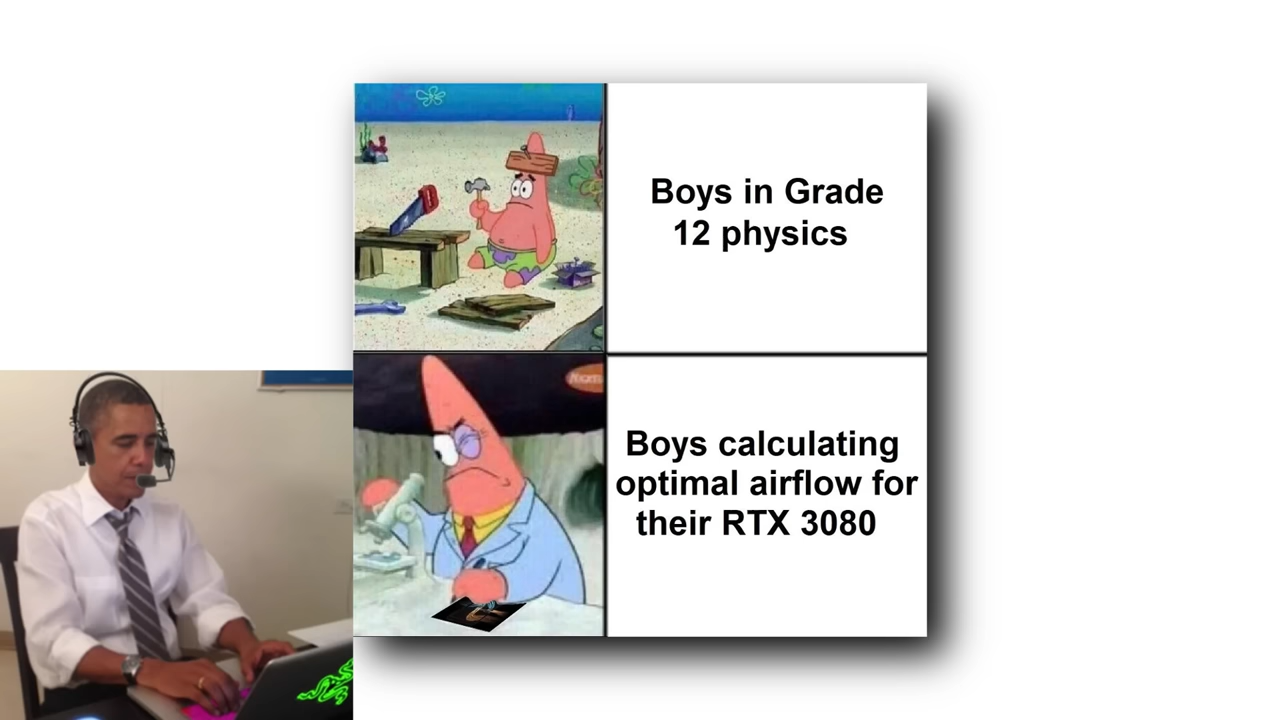 Boys in Grade
12 physics
Boys calculating
optimal airflow for
their RTX 3080